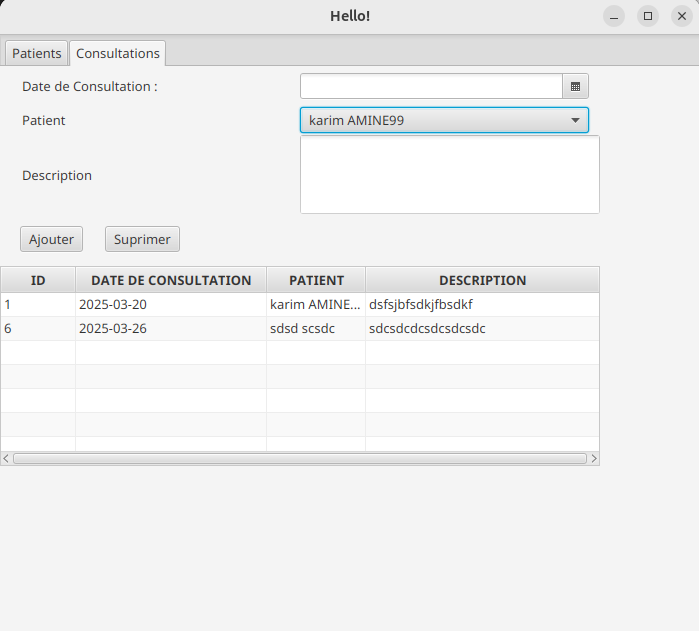 Hello!
Patients Consultations
Date de Consultation :
Patient karim AMINE99
Description
Ajouter Suprimer
ID DATE DE CONSULTATION PATIENT DESCRIPTION
1 2025-03-20 karim AMINE... dsfsjbfsdkjfbsdkf
6 2025-03-26 sdsd scsdc sdcsdcdcsdcsdcsdc